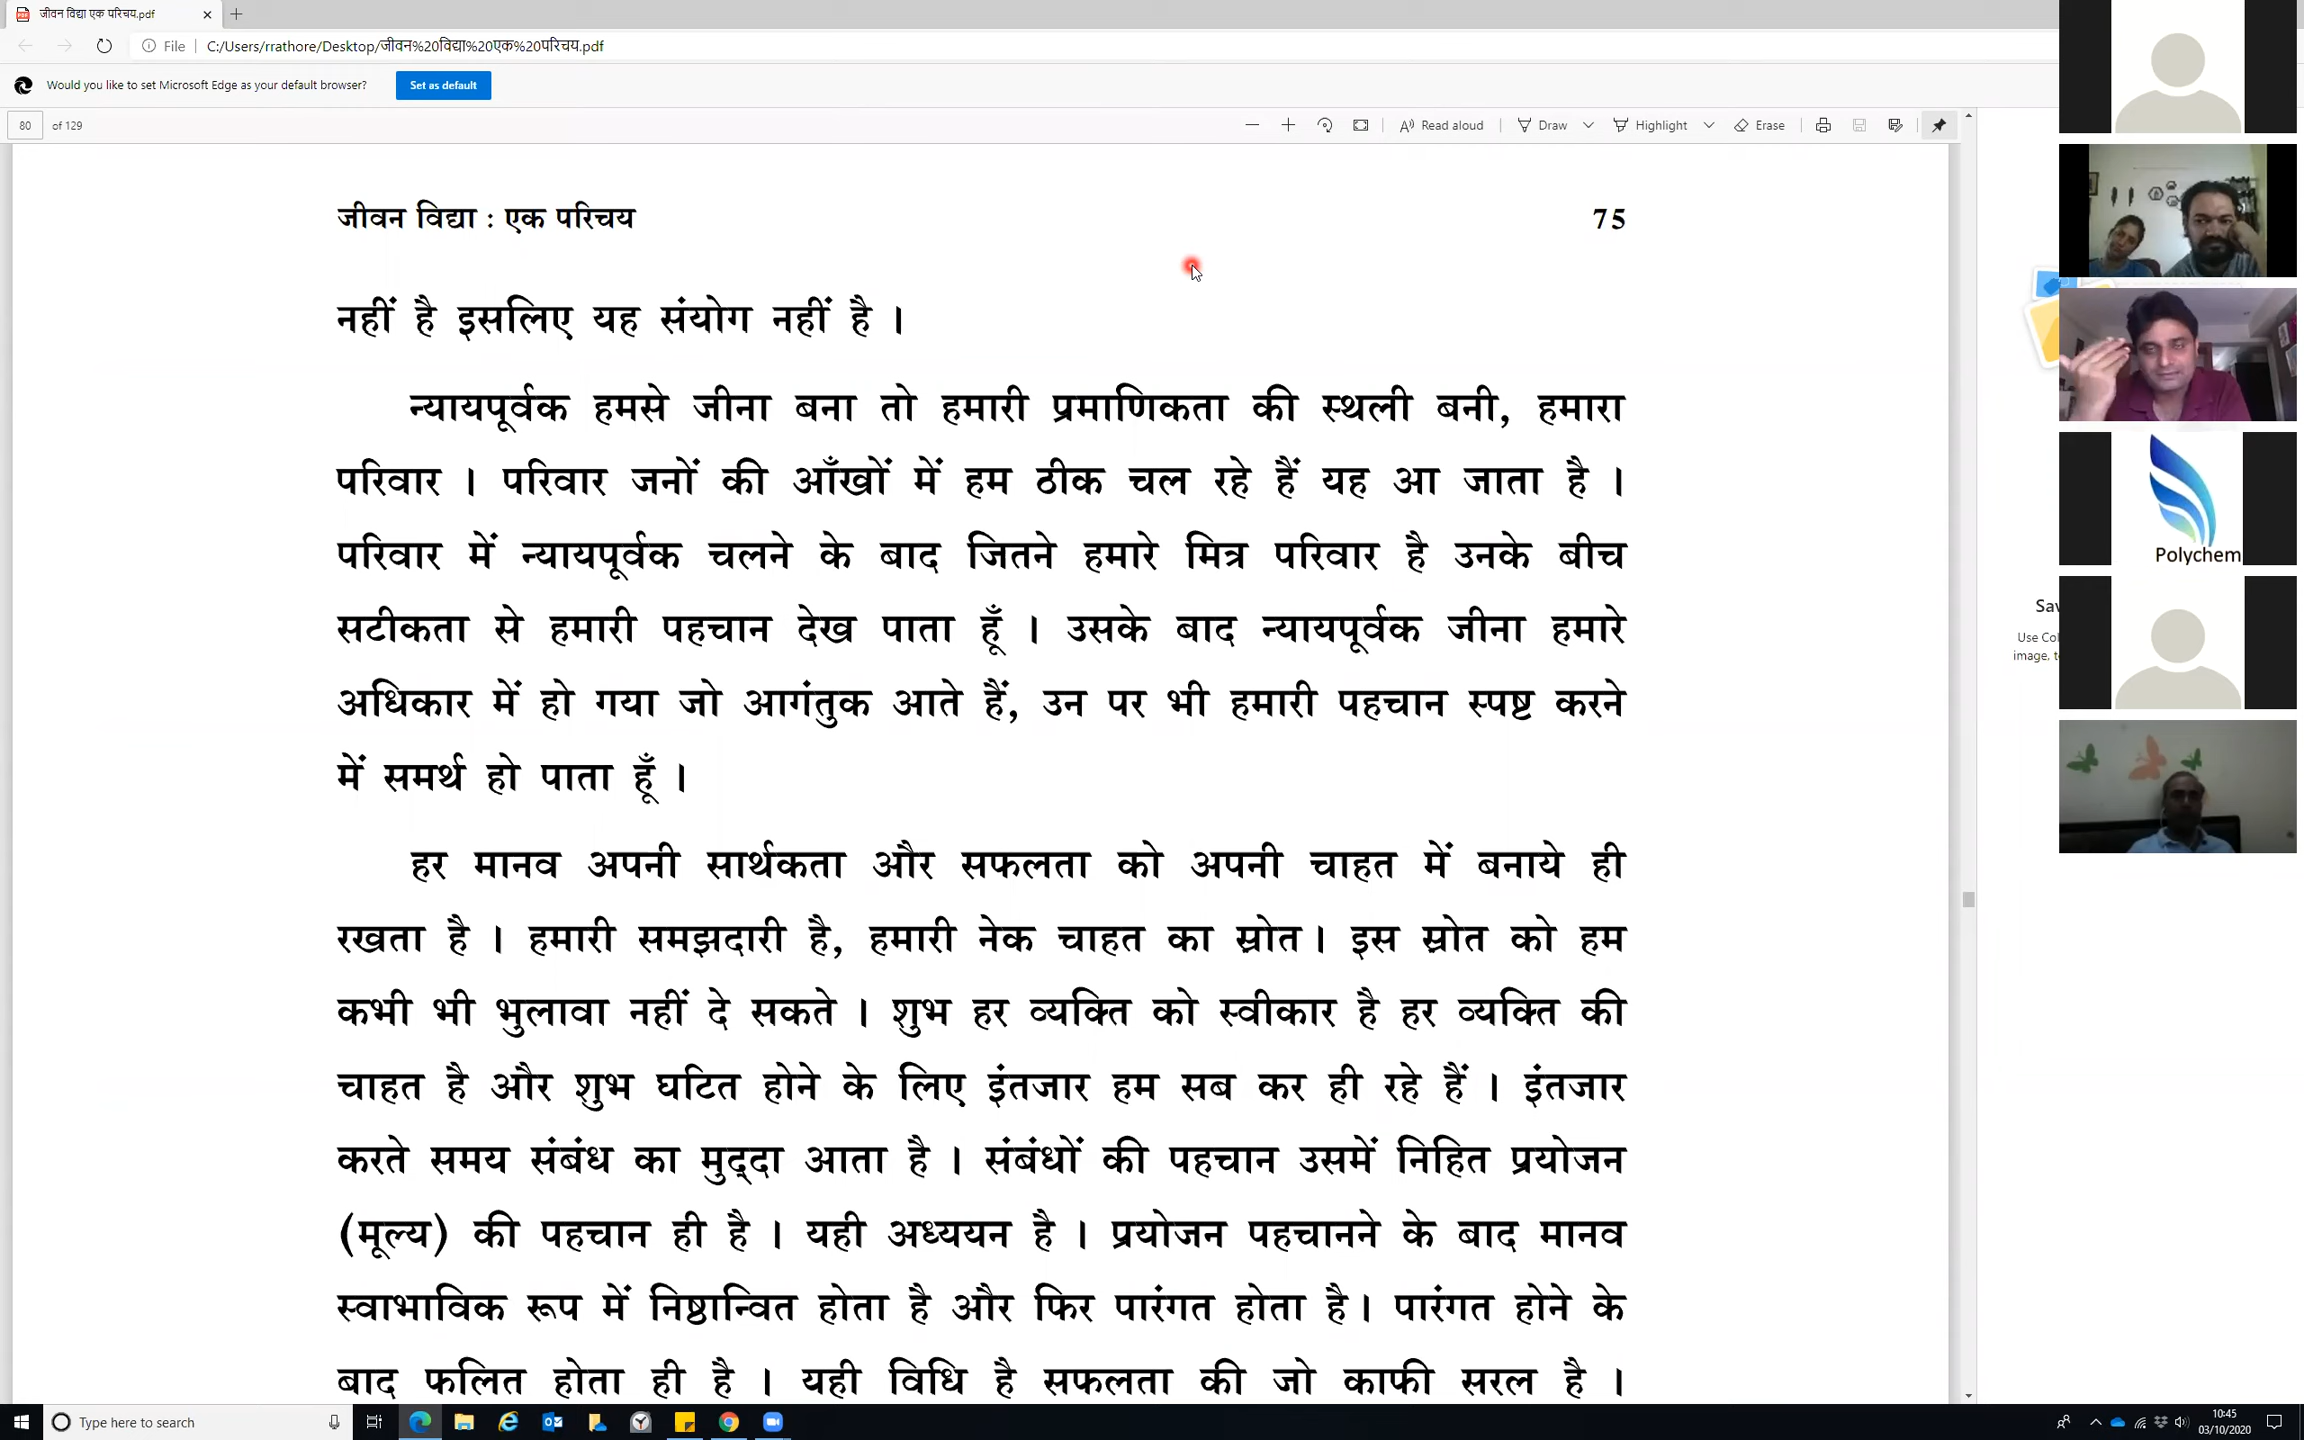 जीवन विद्या एक परिचय.pdf
File C:/Users/rrathore/Desktop/जीवन%20विद्या%20एक%20परिचय.pdf
Would you like to set Microsoft Edge as your default browser? Set as default
80 of 129 Read aloud Draw Highlight Erase
जीवन विद्या : एक परिचय 75
नहीं है इसलिए यह संयोग नहीं है ।
न्यायपूर्वक हमसे जीना बना तो हमारी प्रमाणिकता की स्थली बनी, हमारा
परिवार । परिवार जनों की आँखों में हम ठीक चल रहे हैं यह आ जाता है ।
परिवार में न्यायपूर्वक चलने के बाद जितने हमारे मित्र परिवार है उनके बीच
सटीकता से हमारी पहचान देख पाता हूँ । उसके बाद न्यायपूर्वक जीना हमारे
अधिकार में हो गया जो आगंतुक आते हैं, उन पर भी हमारी पहचान स्पष्ट करने
में समर्थ हो पाता हूँ ।
हर मानव अपनी सार्थकता और सफलता को अपनी चाहत में बनाये ही
रखता है । हमारी समझदारी है, हमारी नेक चाहत का स्रोत। इस स्रोत को हम
कभी भी भुलावा नहीं दे सकते । शुभ हर व्यक्ति को स्वीकार है हर व्यक्ति की
चाहत है और शुभ घटित होने के लिए इंतजार हम सब कर ही रहे हैं । इंतजार
करते समय संबंध का मुद्दा आता है । संबंधों की पहचान उसमें निहित प्रयोजन
(मूल्य) की पहचान ही है । यही अध्ययन है । प्रयोजन पहचानने के बाद मानव
स्वाभाविक रूप में निष्ठान्वित होता है और फिर पारंगत होता है। पारंगत होने के
बाद फलित होता ही है । यही विधि है सफलता की जो काफी सरल है ।
Polychem
Use
image.
Type here to search
10:45
03/10/2020